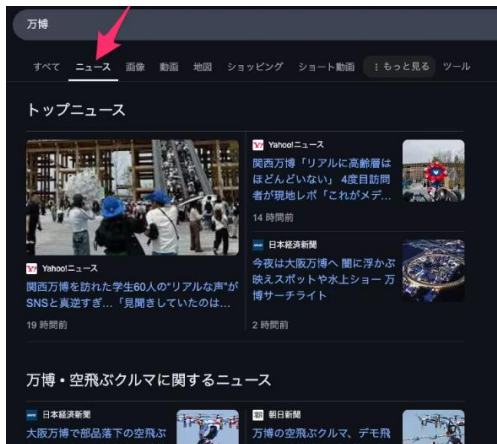 万博
すべて ニュース 画像 動画 地図 ショッピング ショート動画 もっと見る ツール
トップニュース
Yahoo!ニュース
関西万博を訪れた学生60人の“リアルな声”が
SNSと真逆すぎ…「見聞きしていたのは…
19 時間前
Yahoo!ニュース
関西万博「リアルに高齢層は
ほどんどいない」 4度目訪問
者が現地レポ「これがメデ…
14 時間前
日本経済新聞
今夜は大阪万博へ 闇に浮かぶ
映えスポットや水上ショー 万
博サーチライト
2 時間前
万博・空飛ぶクルマに関するニュース
日本経済新聞
大阪万博で部品落下の空飛ぶ
朝日新聞
万博の空飛ぶクルマ、デモ飛